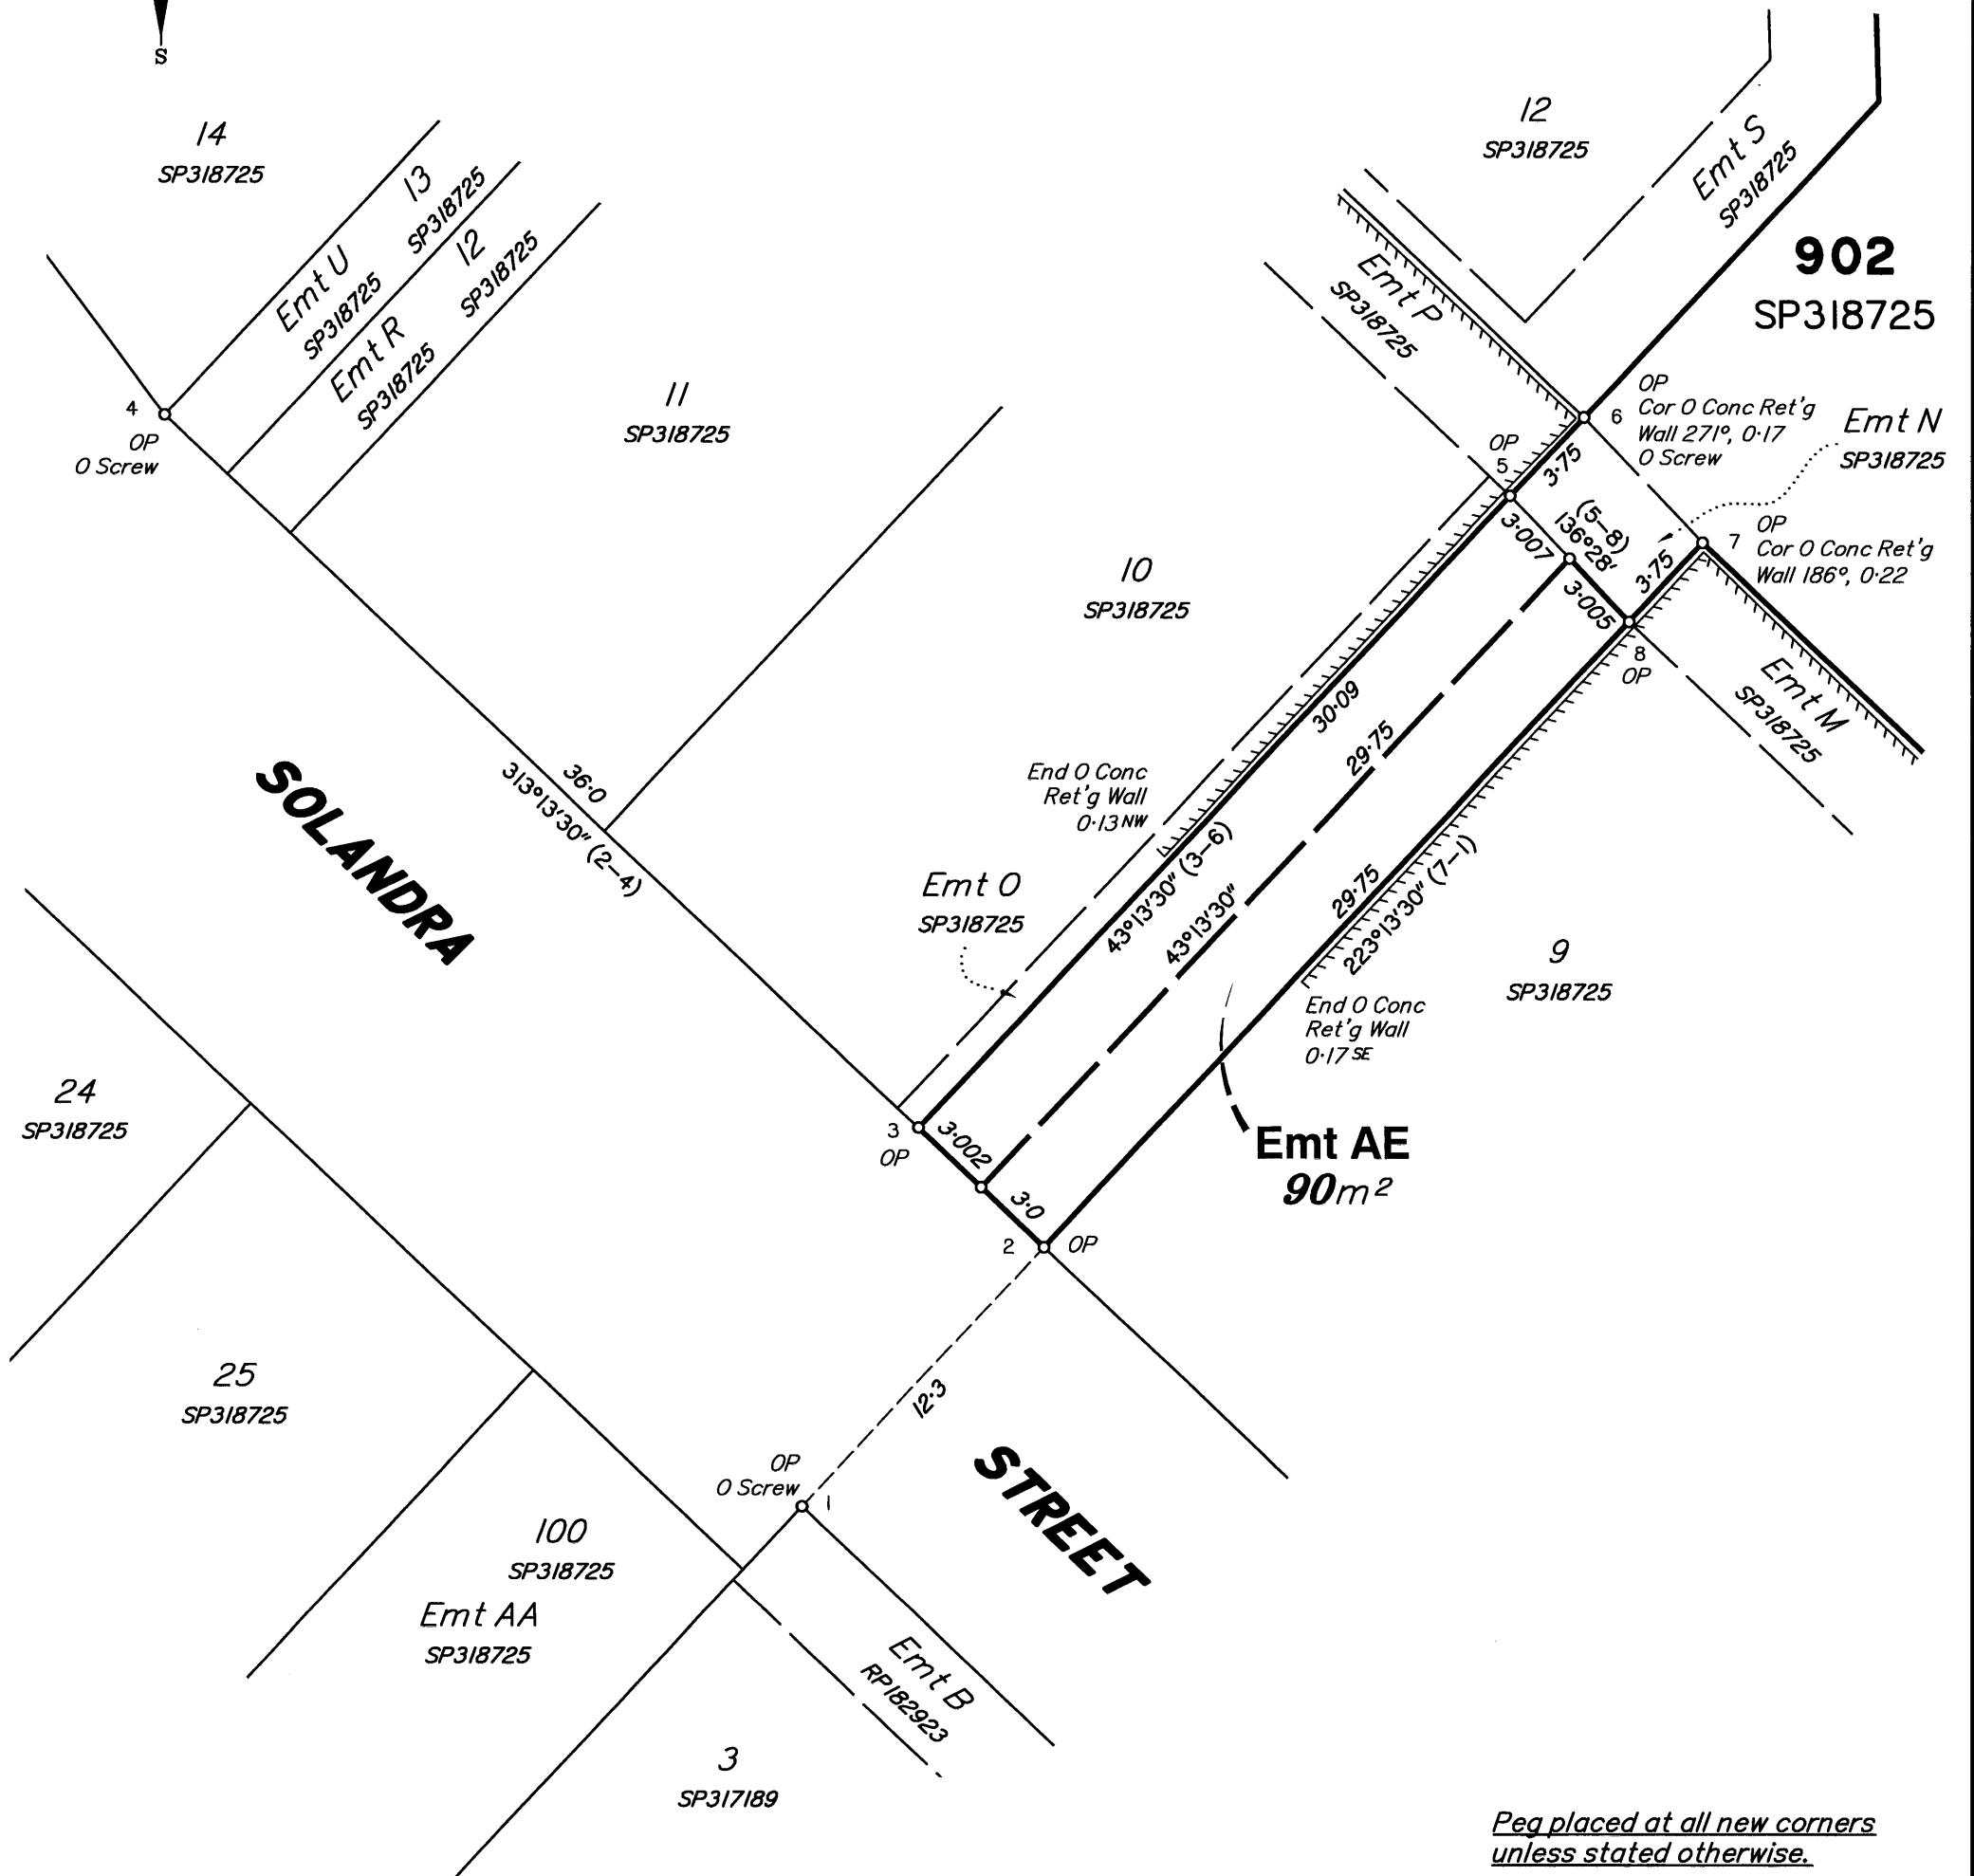 S
14
SP318725
13
SP318725
Emt U
SP318725
12
SP318725
Emt R
SP318725
11
SP318725
12
SP318725
Emt S
SP318725
902
SP318725
Emt P
SP318725
4
OP
O Screw
OP
5
6
OP
Cor O Conc Ret'g
Wall 271°, 0·17
O Screw
Emt N
SP318725
3·75
(5–8)
136°28'
3·007
3·005
3·75
7
OP
Cor O Conc Ret'g
Wall 186°, 0·22
8
OP
Emt M
SP318725
10
SP318725
30·09
29·75
End O Conc
Ret'g Wall
0·13 NW
43°13'30" (3–6)
43°13'30"
29·75
223°13'30" (7–1)
36·0
313°13'30" (2–4)
SOLANDRA
Emt O
SP318725
9
SP318725
End O Conc
Ret'g Wall
0·17 SE
24
SP318725
3
OP
3·002
3·0
2
OP
Emt AE
90m²
12·3
25
SP318725
OP
O Screw
1
STREET
100
SP318725
Emt AA
SP318725
Emt B
RP182923
3
SP317189
Peg placed at all new corners
unless stated otherwise.